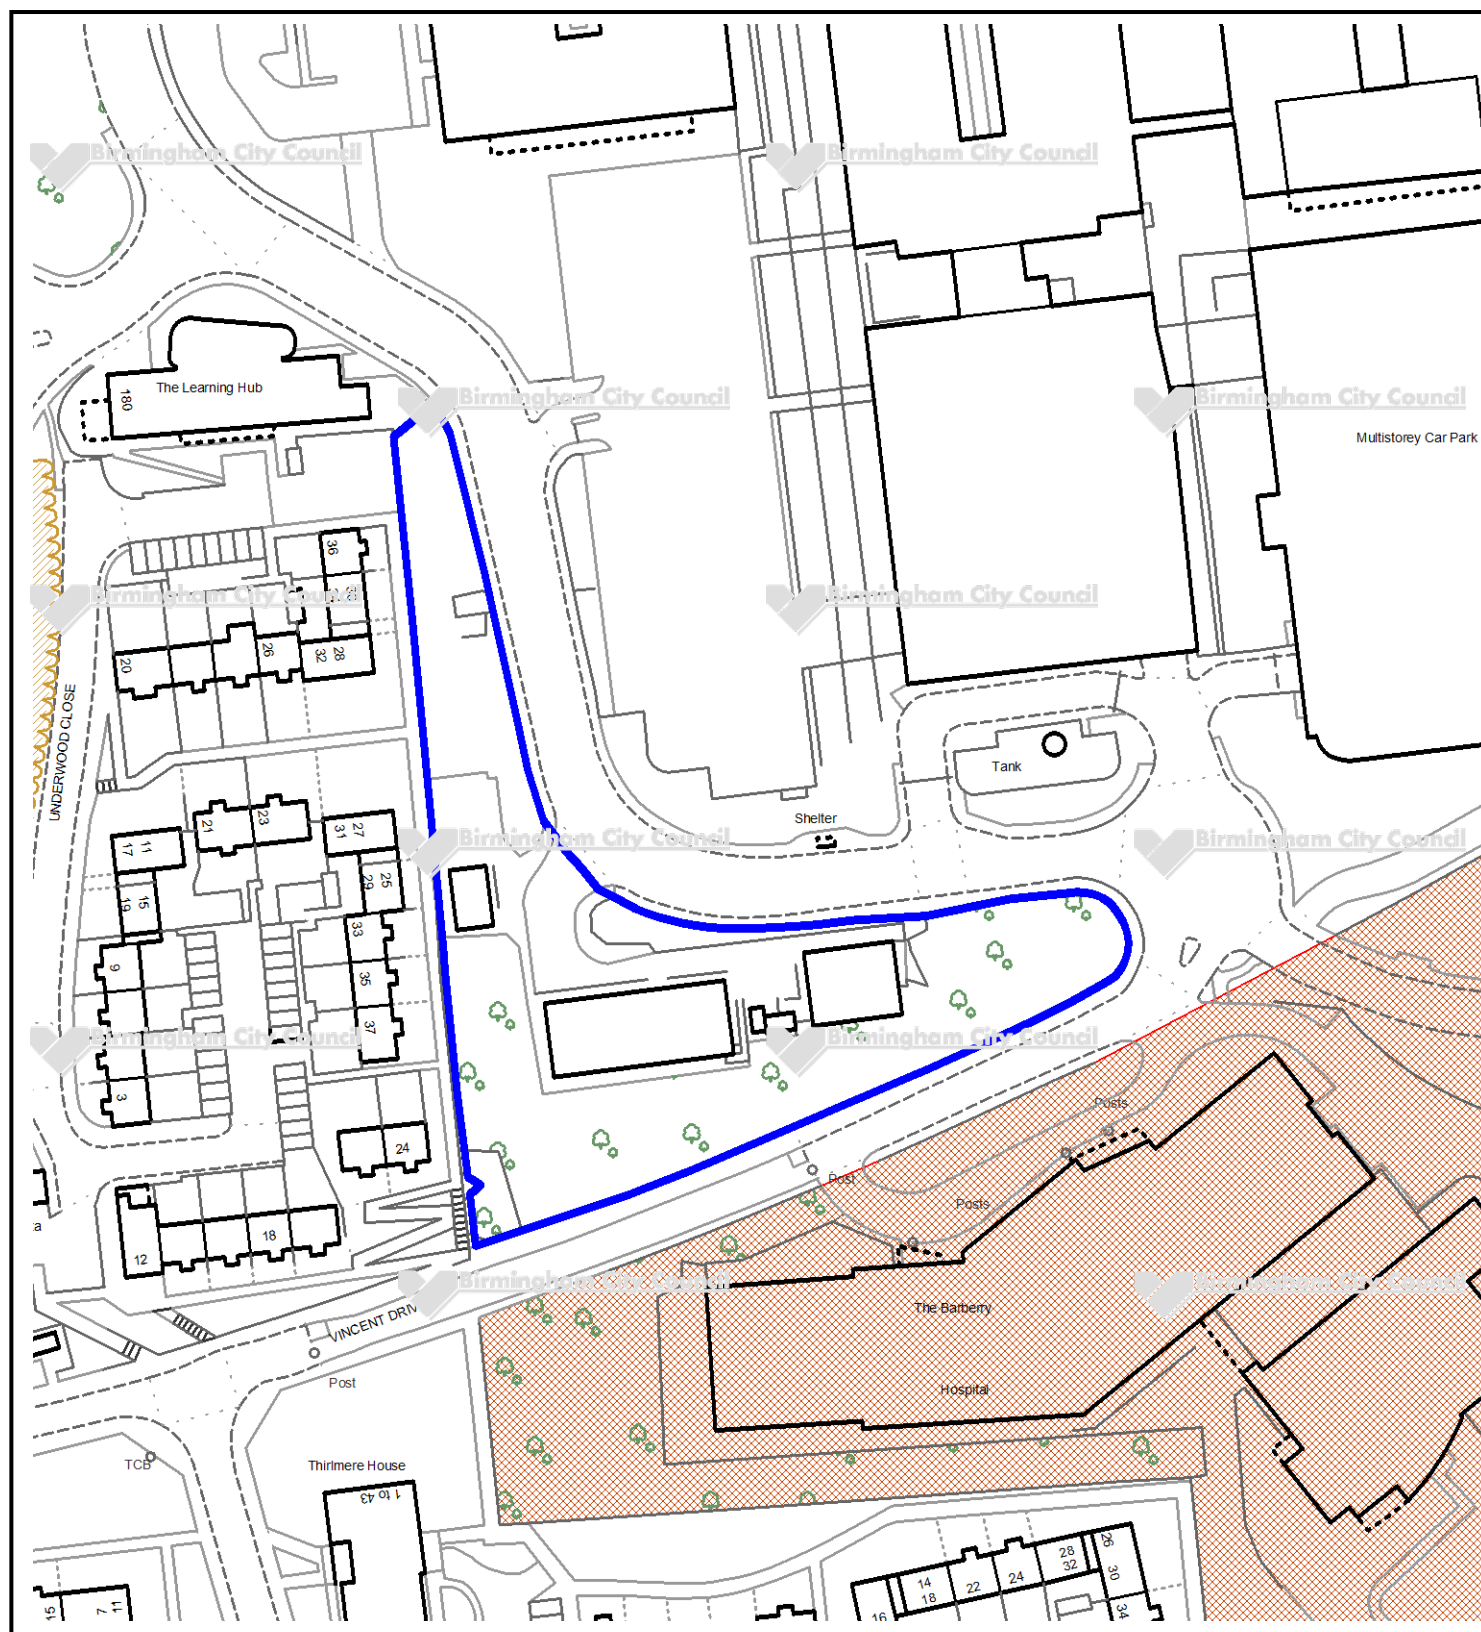 Birmingham City Council
Birmingham City Council
The Learning Hub
180
Birmingham City Council
Birmingham City Council
Multistorey Car Park
36
Birmingham City Council
Birmingham City Council
20
26
32
28
UNDERWOOD CLOSE
Tank
Shelter
21
23
31
27
17
11
Birmingham City Council
Birmingham City Council
29
25
19
15
33
9
35
37
Birmingham City Council
Birmingham City Council
3
Posts
24
Post
Posts
18
12
Birmingham City Council
Birmingham City Council
The Barberry
VINCENT DRIV
Post
Hospital
TCB
Thirlmere House
1 to 43
28
32
26
30
14
18
22
24
16
34
15
7
11